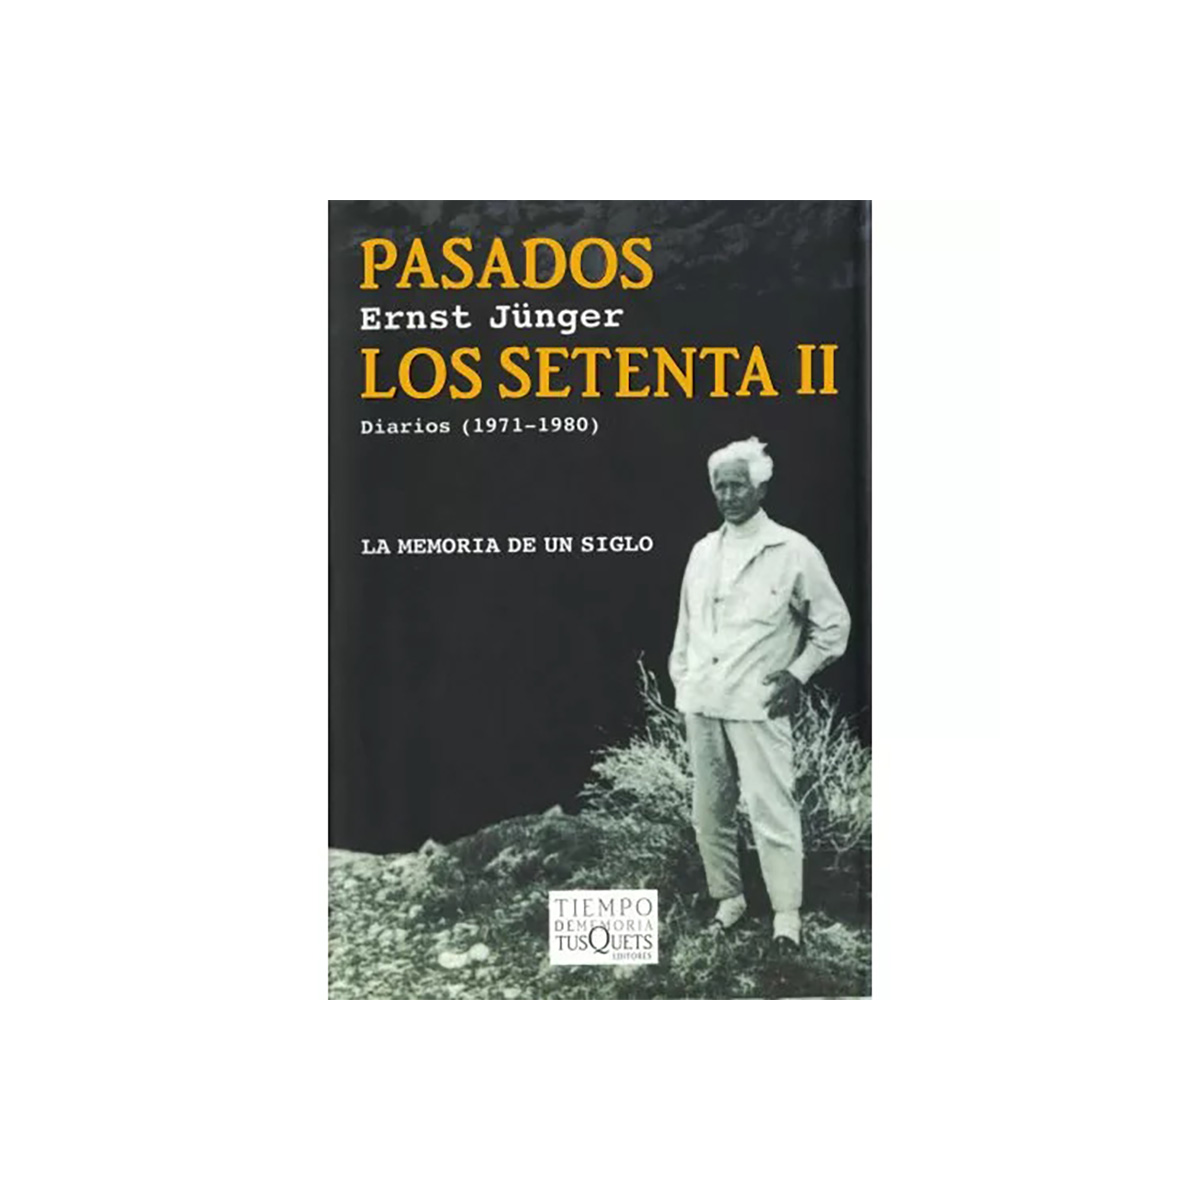 PASADOS
Ernst Jünger
LOS SETENTA II
Diarios (1971-1980)
LA MEMORIA DE UN SIGLO
TIEMPO
DE MEMORIA
TUSQUETS
EDITORES